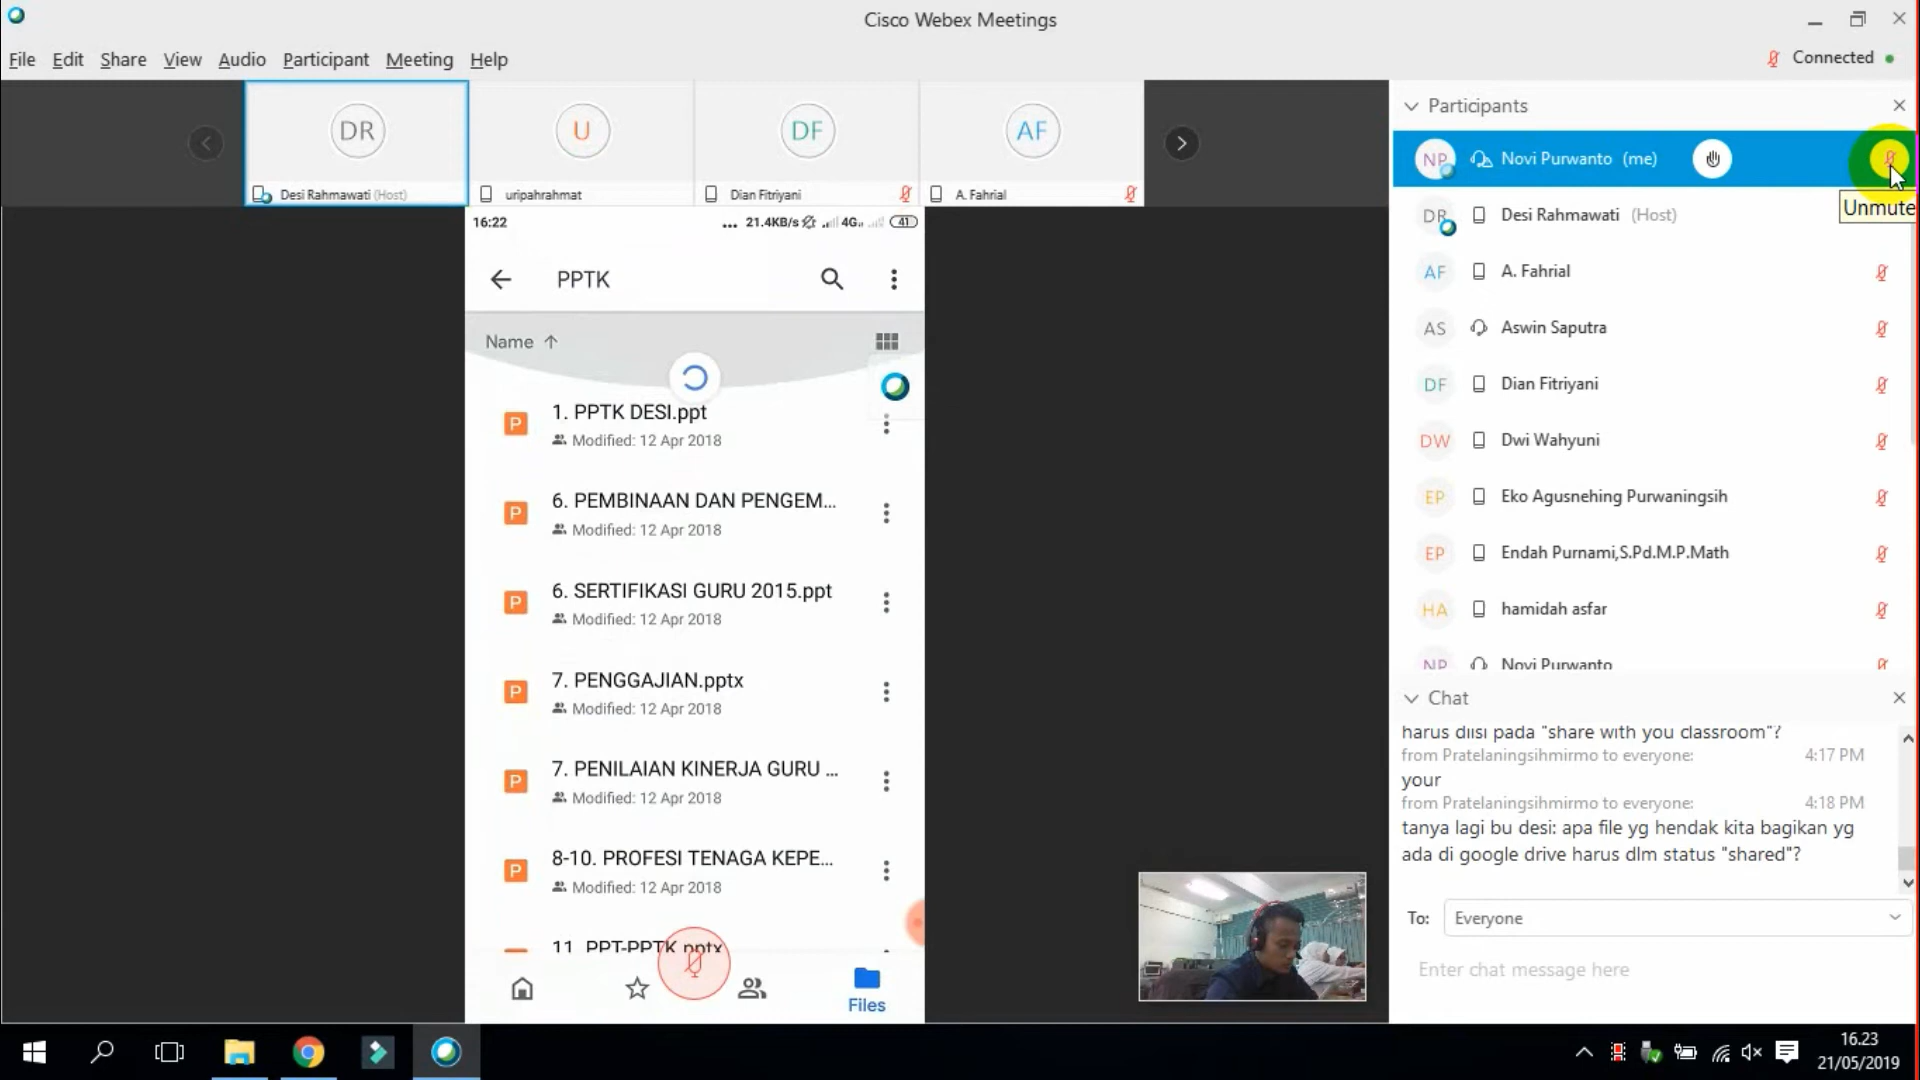 Cisco Webex Meetings
File Edit Share View Audio Participant Meeting Help
Connected
DR
Desi Rahmawati (Host)
U
uripahrahmat
DF
Dian Fitriyani
AF
A. Fahrial
16:22
... 21.4KB/s 4G 41
PPTK
Name
P
1. PPTK DESI.ppt
Modified: 12 Apr 2018
P
6. PEMBINAAN DAN PENGEM...
Modified: 12 Apr 2018
P
6. SERTIFIKASI GURU 2015.ppt
Modified: 12 Apr 2018
P
7. PENGGAJIAN.pptx
Modified: 12 Apr 2018
P
7. PENILAIAN KINERJA GURU ...
Modified: 12 Apr 2018
P
8-10. PROFESI TENAGA KEPE...
Modified: 12 Apr 2018
11. PPT-PPTK.pptx
Files
Participants
NP Novi Purwanto (me)
Unmute
DR Desi Rahmawati (Host)
AF A. Fahrial
AS Aswin Saputra
DF Dian Fitriyani
DW Dwi Wahyuni
EP Eko Agusnehing Purwaningsih
EP Endah Purnami,S.Pd.M.P.Math
HA hamidah asfar
NP Novi Purwanto
Chat
harus diisi pada "share with you classroom"?
from Pratelaningsihmirmo to everyone: 4:17 PM
your
from Pratelaningsihmirmo to everyone: 4:18 PM
tanya lagi bu desi: apa file yg hendak kita bagikan yg
ada di google drive harus dlm status "shared"?
To: Everyone
Enter chat message here
16.23
21/05/2019